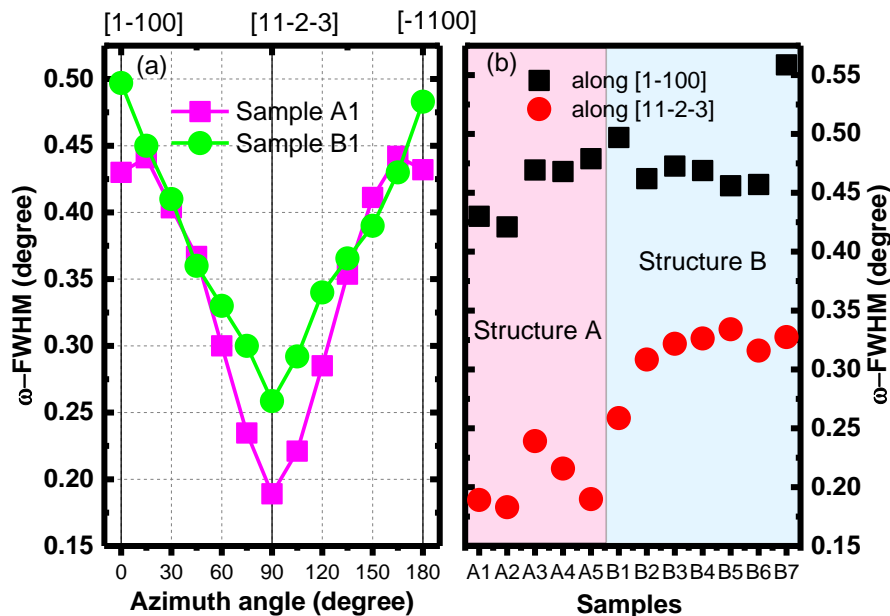 [1-100] [11-2-3] [-1100]
(a)
Sample A1
Sample B1
0.50
0.45
0.40
0.35
0.30
0.25
0.20
0.15
ω−FWHM (degree)
0 30 60 90 120 150 180
Azimuth angle (degree)
(b)
along [1-100]
along [11-2-3]
Structure B
Structure A
0.55
0.50
0.45
0.40
0.35
0.30
0.25
0.20
0.15
ω−FWHM (degree)
A1 A2 A3 A4 A5 B1 B2 B3 B4 B5 B6 B7
Samples